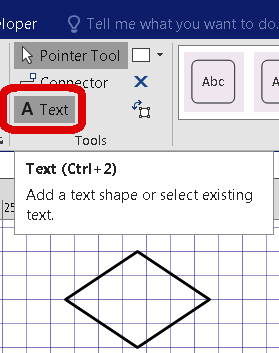 loper Tell me what you want to do...
Pointer Tool
Connector
A Text
Tools
Abc
A
Text (Ctrl+2)
Add a text shape or select existing
text.
25